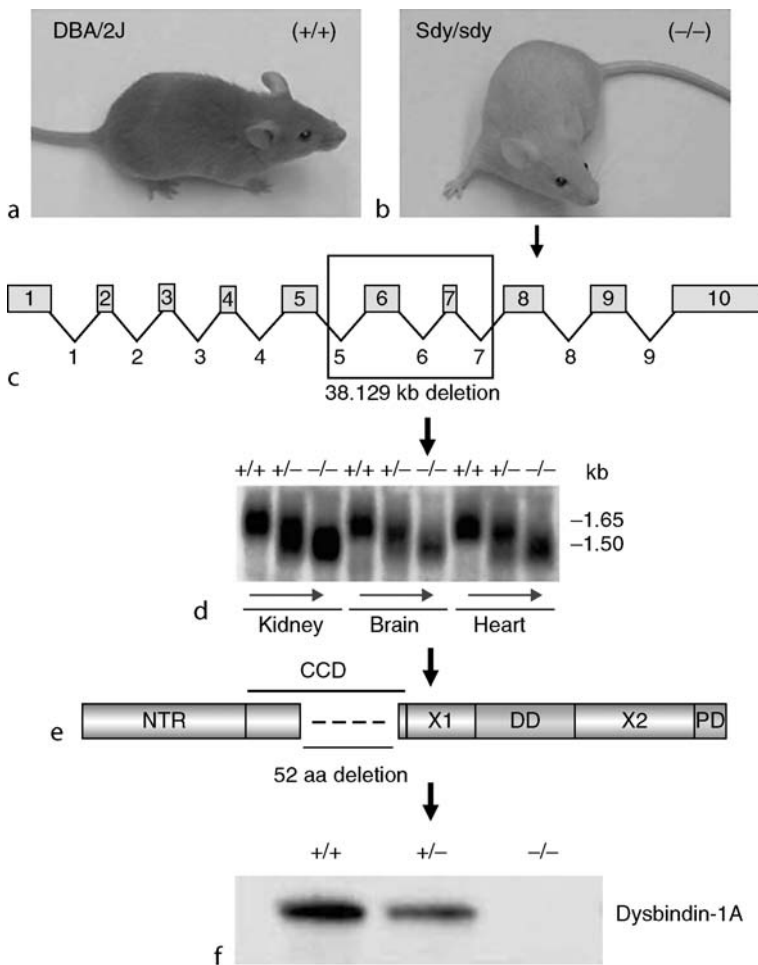 DBA/2J (+/+)
Sdy/sdy (−/−)
a
b
1 2 3 4 5 6 7 8 9 10
1 2 3 4 5 6 7 8 9
c
38.129 kb deletion
+/+ +/− −/− +/+ +/− −/− +/+ +/− −/− kb
−1.65
−1.50
d
Kidney Brain Heart
CCD
e
NTR X1 DD X2 PD
52 aa deletion
+/+ +/− −/−
Dysbindin-1A
f